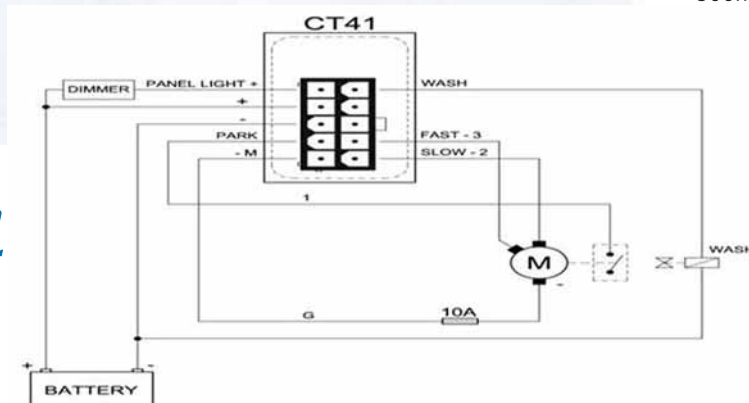 CT41
DIMMER
PANEL LIGHT +
WASH
+
-
PARK
FAST - 3
- M
SLOW - 2
1
M
-
WASH
G
10A
+
-
BATTERY